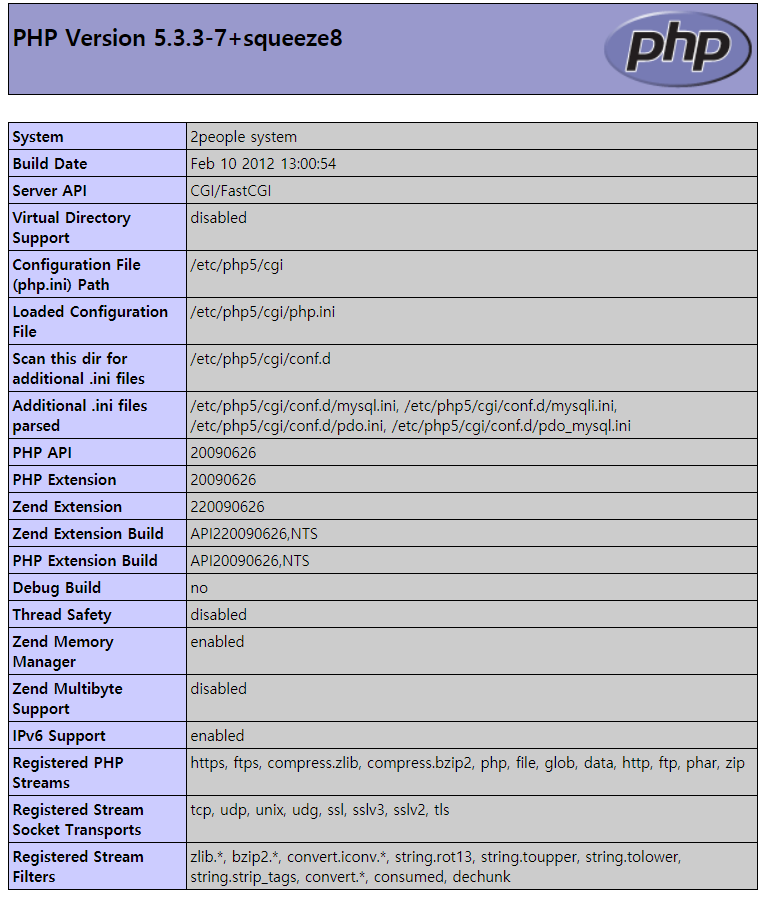 PHP Version 5.3.3-7+squeeze8
php
System 2people system
Build Date Feb 10 2012 13:00:54
Server API CGI/FastCGI
Virtual Directory disabled
Support
Configuration File /etc/php5/cgi
(php.ini) Path
Loaded Configuration /etc/php5/cgi/php.ini
File
Scan this dir for /etc/php5/cgi/conf.d
additional .ini files
Additional .ini files /etc/php5/cgi/conf.d/mysql.ini, /etc/php5/cgi/conf.d/mysqli.ini,
parsed /etc/php5/cgi/conf.d/pdo.ini, /etc/php5/cgi/conf.d/pdo_mysql.ini
PHP API 20090626
PHP Extension 20090626
Zend Extension 220090626
Zend Extension Build API220090626,NTS
PHP Extension Build API20090626,NTS
Debug Build no
Thread Safety disabled
Zend Memory enabled
Manager
Zend Multibyte disabled
Support
IPv6 Support enabled
Registered PHP https, ftps, compress.zlib, compress.bzip2, php, file, glob, data, http, ftp, phar, zip
Streams
Registered Stream tcp, udp, unix, udg, ssl, sslv3, sslv2, tls
Socket Transports
Registered Stream zlib.*, bzip2.*, convert.iconv.*, string.rot13, string.toupper, string.tolower,
Filters string.strip_tags, convert.*, consumed, dechunk